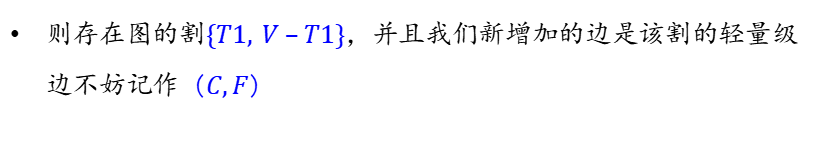 • 则存在图的割{T1, V – T1}，并且我们新增加的边是该割的轻量级
边不妨记作（C, F）